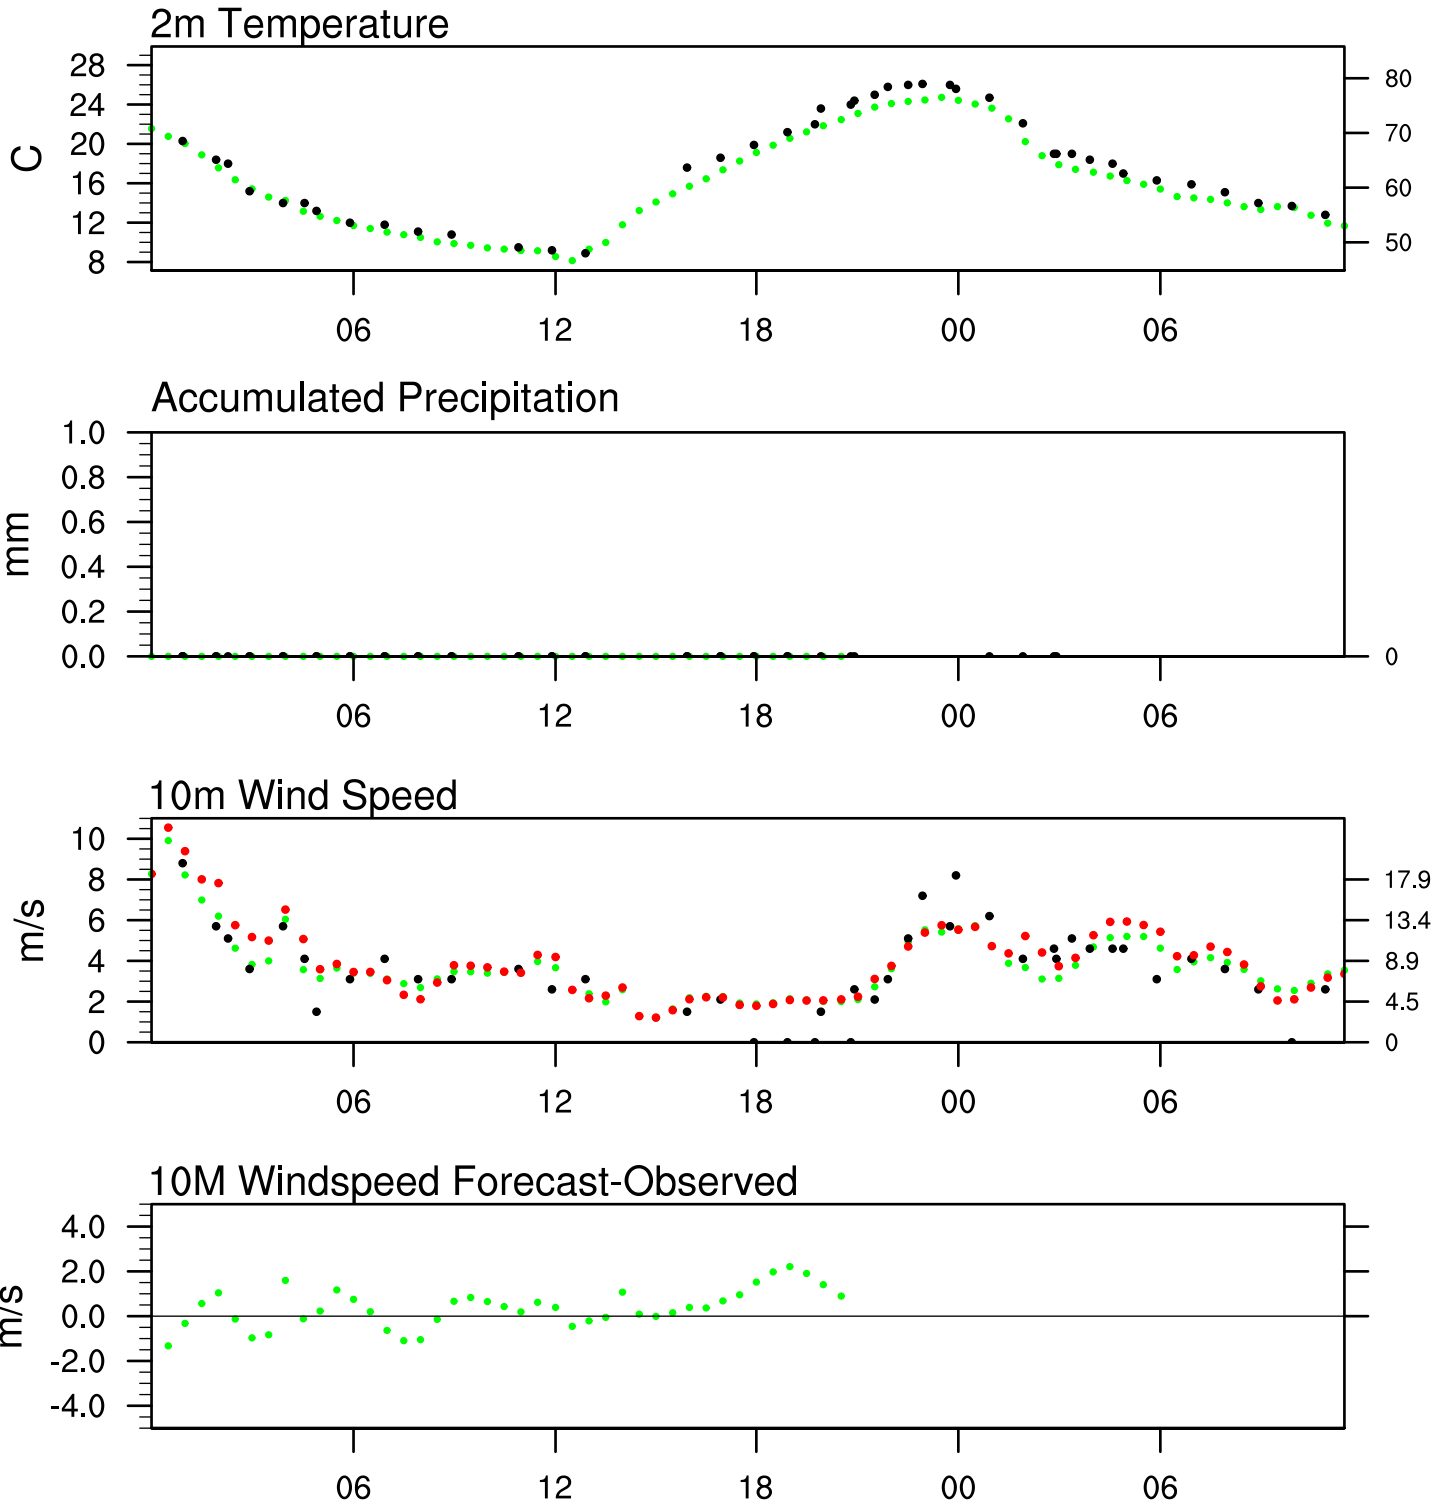 2m Temperature
28
24
20
16
12
8
C
80
70
60
50
06 12 18 00 06
Accumulated Precipitation
1.0
0.8
0.6
0.4
0.2
0.0
mm
0
06 12 18 00 06
10m Wind Speed
10
8
6
4
2
0
m/s
17.9
13.4
8.9
4.5
0
06 12 18 00 06
10M Windspeed Forecast-Observed
4.0
2.0
0.0
-2.0
-4.0
m/s
06 12 18 00 06